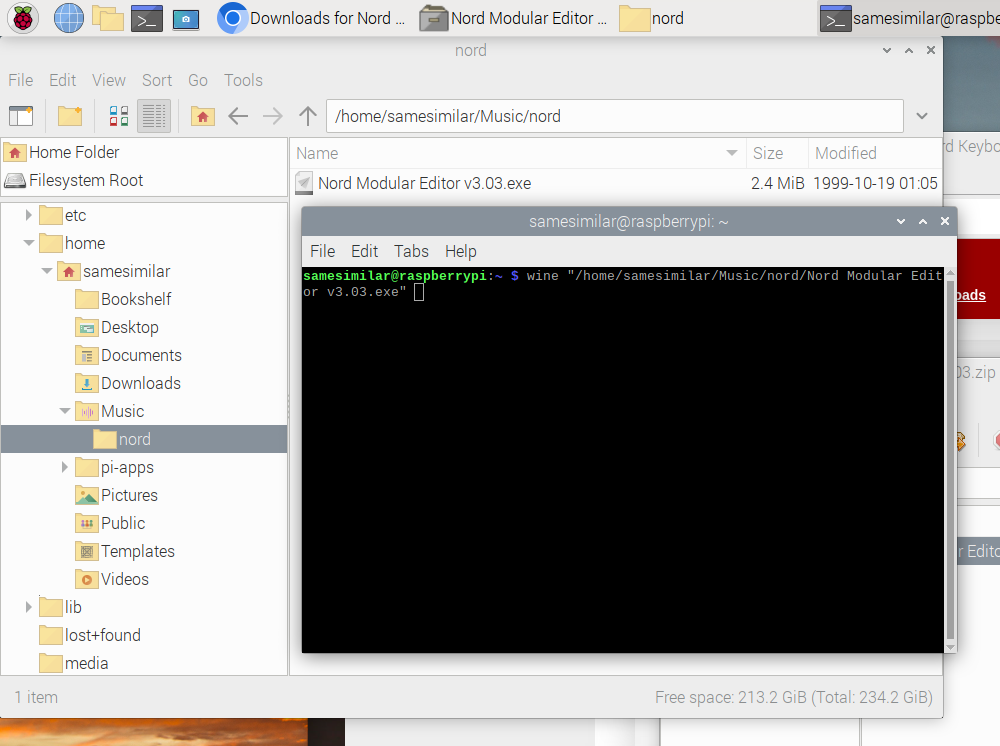 Downloads for Nord ...
Nord Modular Editor ...
nord
samesimilar@raspbe
nord
File Edit View Sort Go Tools
/home/samesimilar/Music/nord
Home Folder
Filesystem Root
etc
home
samesimilar
Bookshelf
Desktop
Documents
Downloads
Music
nord
pi-apps
Pictures
Public
Templates
Videos
lib
lost+found
media
Name Size Modified
Nord Modular Editor v3.03.exe 2.4 MiB 1999-10-19 01:05
samesimilar@raspberrypi: ~
File Edit Tabs Help
samesimilar@raspberrypi:~ $ wine "/home/samesimilar/Music/nord/Nord Modular Edit
or v3.03.exe"
1 item
Free space: 213.2 GiB (Total: 234.2 GiB)
rd Keybo
oads
03.zip
r Edito